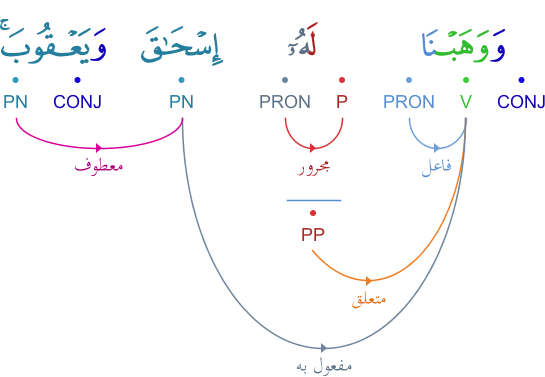 وَوَهَبْنَا لَهُۥٓ إِسْحَـٰقَ وَيَعْقُوبَ ۚ
CONJ V PRON P PRON PN CONJ PN
فاعل
مجرور
معطوف
PP
متعلق
مفعول به